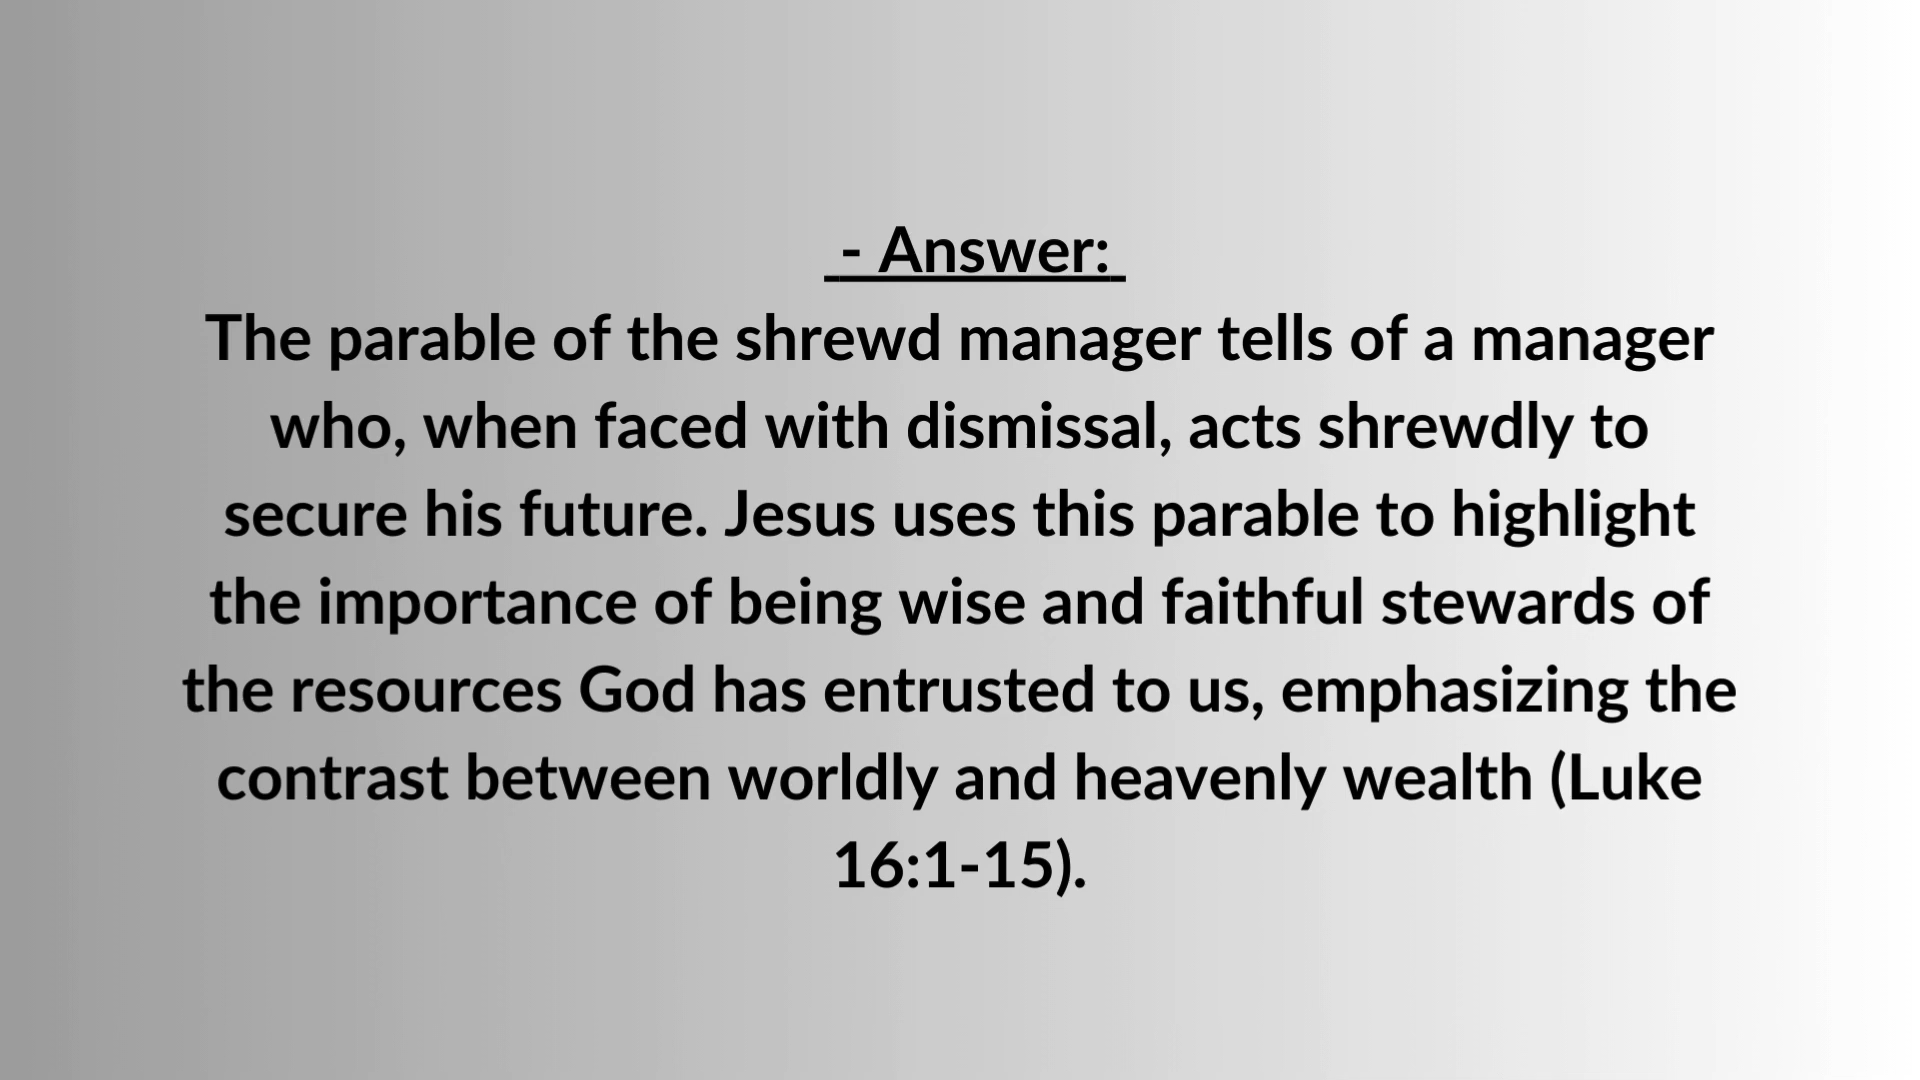 - Answer:
The parable of the shrewd manager tells of a manager
who, when faced with dismissal, acts shrewdly to
secure his future. Jesus uses this parable to highlight
the importance of being wise and faithful stewards of
the resources God has entrusted to us, emphasizing the
contrast between worldly and heavenly wealth (Luke
16:1-15).